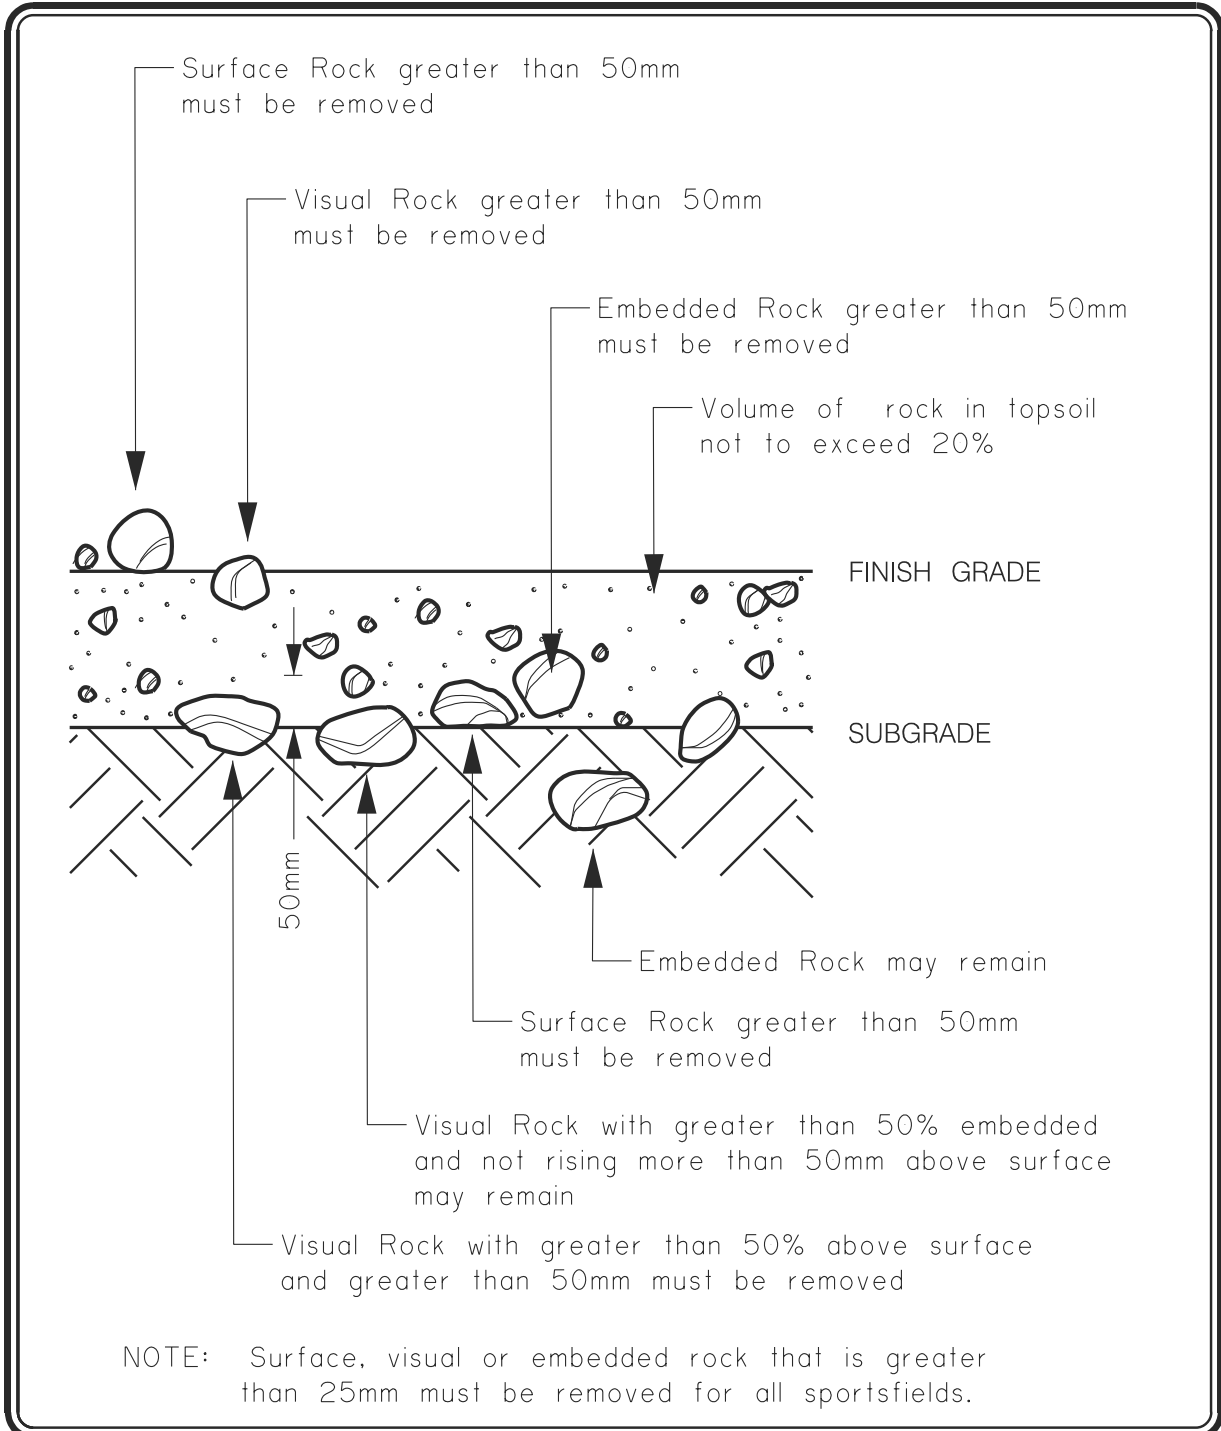 Surface Rock greater than 50mm
must be removed
Visual Rock greater than 50mm
must be removed
Embedded Rock greater than 50mm
must be removed
Volume of rock in topsoil
not to exceed 20%
FINISH GRADE
SUBGRADE
50mm
Embedded Rock may remain
Surface Rock greater than 50mm
must be removed
Visual Rock with greater than 50% embedded
and not rising more than 50mm above surface
may remain
Visual Rock with greater than 50% above surface
and greater than 50mm must be removed
NOTE: Surface, visual or embedded rock that is greater
than 25mm must be removed for all sportsfields.